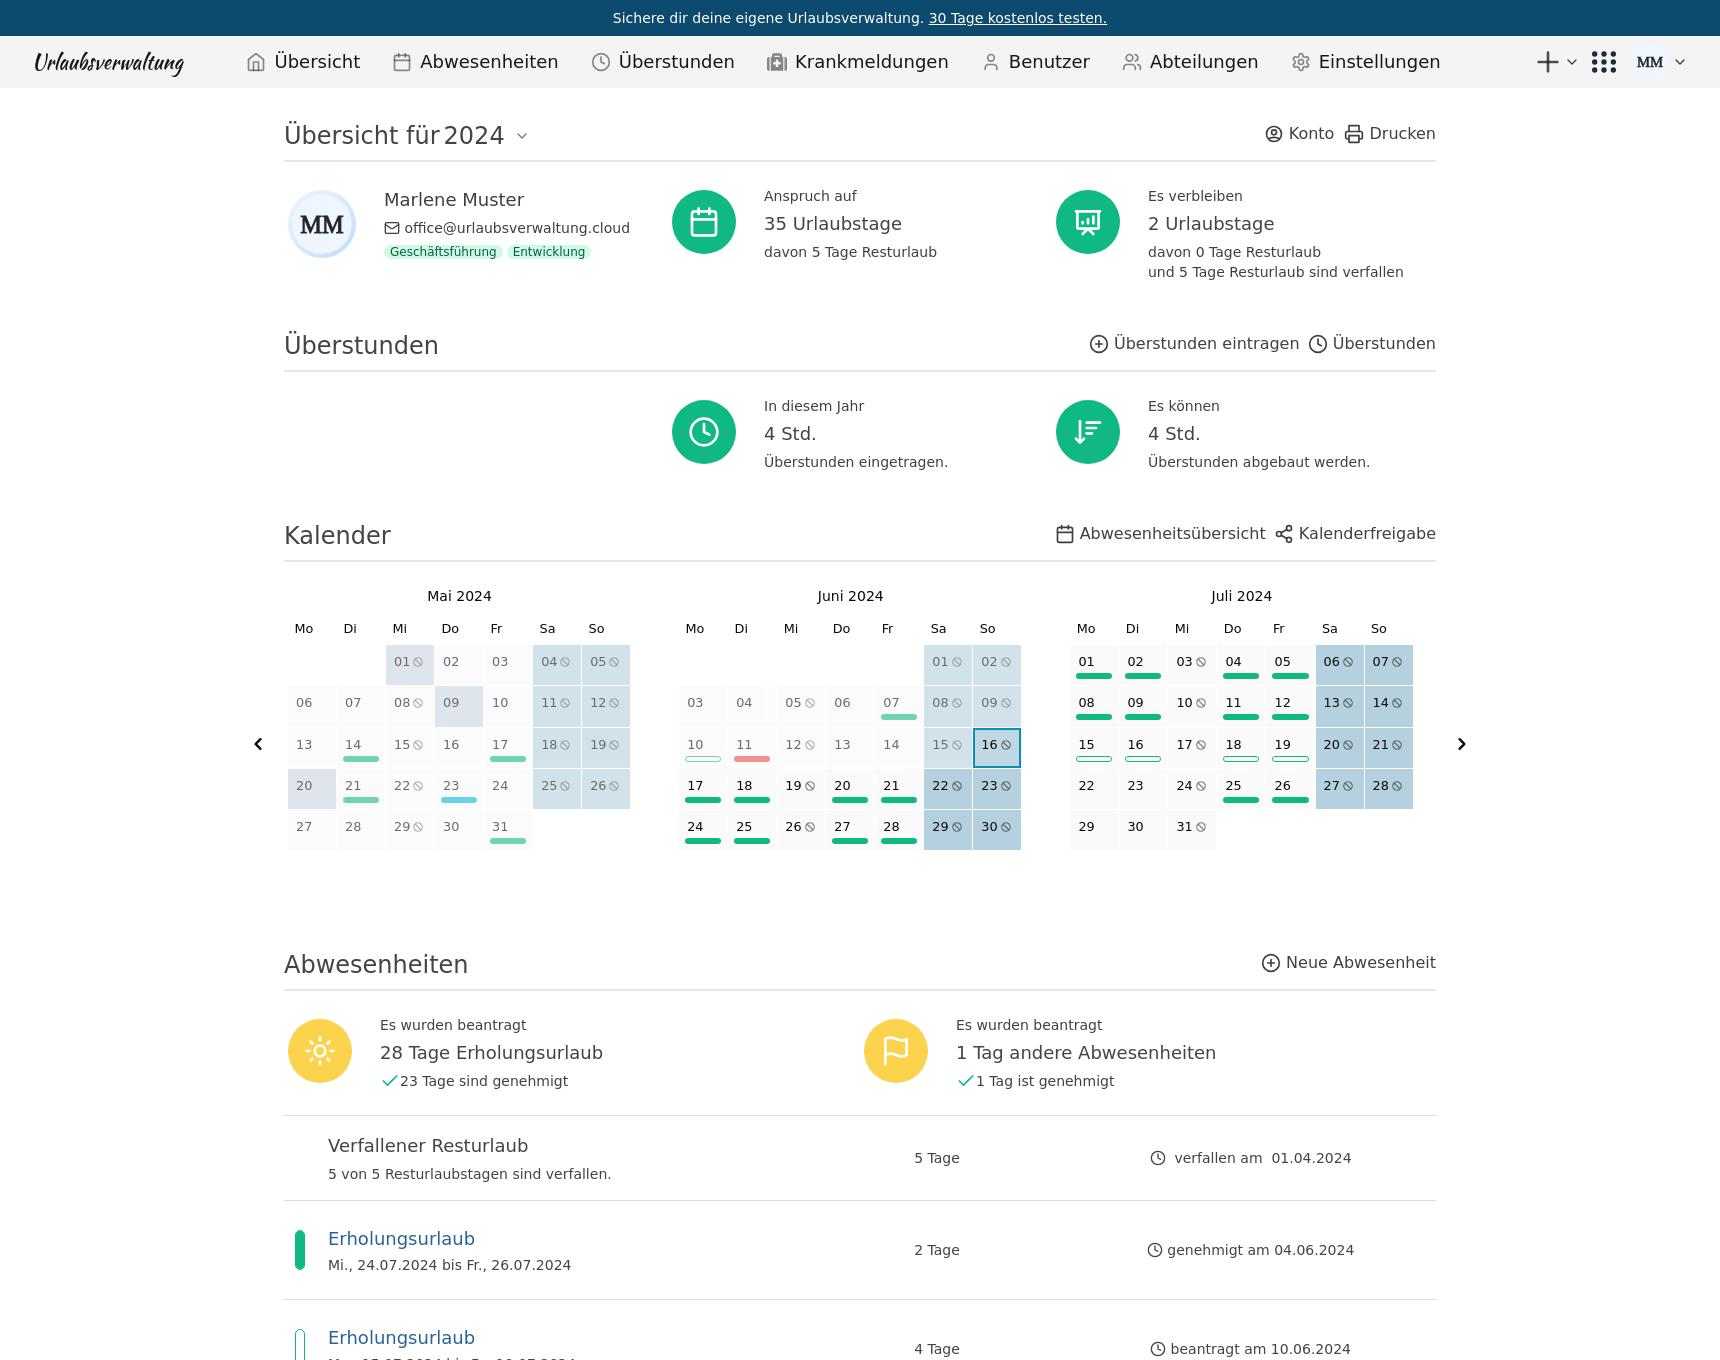 Sichere dir deine eigene Urlaubsverwaltung. 30 Tage kostenlos testen.
Urlaubsverwaltung Übersicht Abwesenheiten Überstunden Krankmeldungen Benutzer Abteilungen Einstellungen MM
Übersicht für 2024 Konto Drucken
MM
Marlene Muster
office@urlaubsverwaltung.cloud
Geschäftsführung Entwicklung
Anspruch auf
35 Urlaubstage
davon 5 Tage Resturlaub
Es verbleiben
2 Urlaubstage
davon 0 Tage Resturlaub
und 5 Tage Resturlaub sind verfallen
Überstunden Überstunden eintragen Überstunden
In diesem Jahr
4 Std.
Überstunden eingetragen.
Es können
4 Std.
Überstunden abgebaut werden.
Kalender Abwesenheitsübersicht Kalenderfreigabe
Mai 2024
Mo Di Mi Do Fr Sa So
01 02 03 04 05
06 07 08 09 10 11 12
13 14 15 16 17 18 19
20 21 22 23 24 25 26
27 28 29 30 31
Juni 2024
Mo Di Mi Do Fr Sa So
01 02
03 04 05 06 07 08 09
10 11 12 13 14 15 16
17 18 19 20 21 22 23
24 25 26 27 28 29 30
Juli 2024
Mo Di Mi Do Fr Sa So
01 02 03 04 05 06 07
08 09 10 11 12 13 14
15 16 17 18 19 20 21
22 23 24 25 26 27 28
29 30 31
Abwesenheiten Neue Abwesenheit
Es wurden beantragt
28 Tage Erholungsurlaub
23 Tage sind genehmigt
Es wurden beantragt
1 Tag andere Abwesenheiten
1 Tag ist genehmigt
Verfallener Resturlaub
5 von 5 Resturlaubstagen sind verfallen.
5 Tage
verfallen am 01.04.2024
Erholungsurlaub
Mi., 24.07.2024 bis Fr., 26.07.2024
2 Tage
genehmigt am 04.06.2024
Erholungsurlaub
4 Tage
beantragt am 10.06.2024